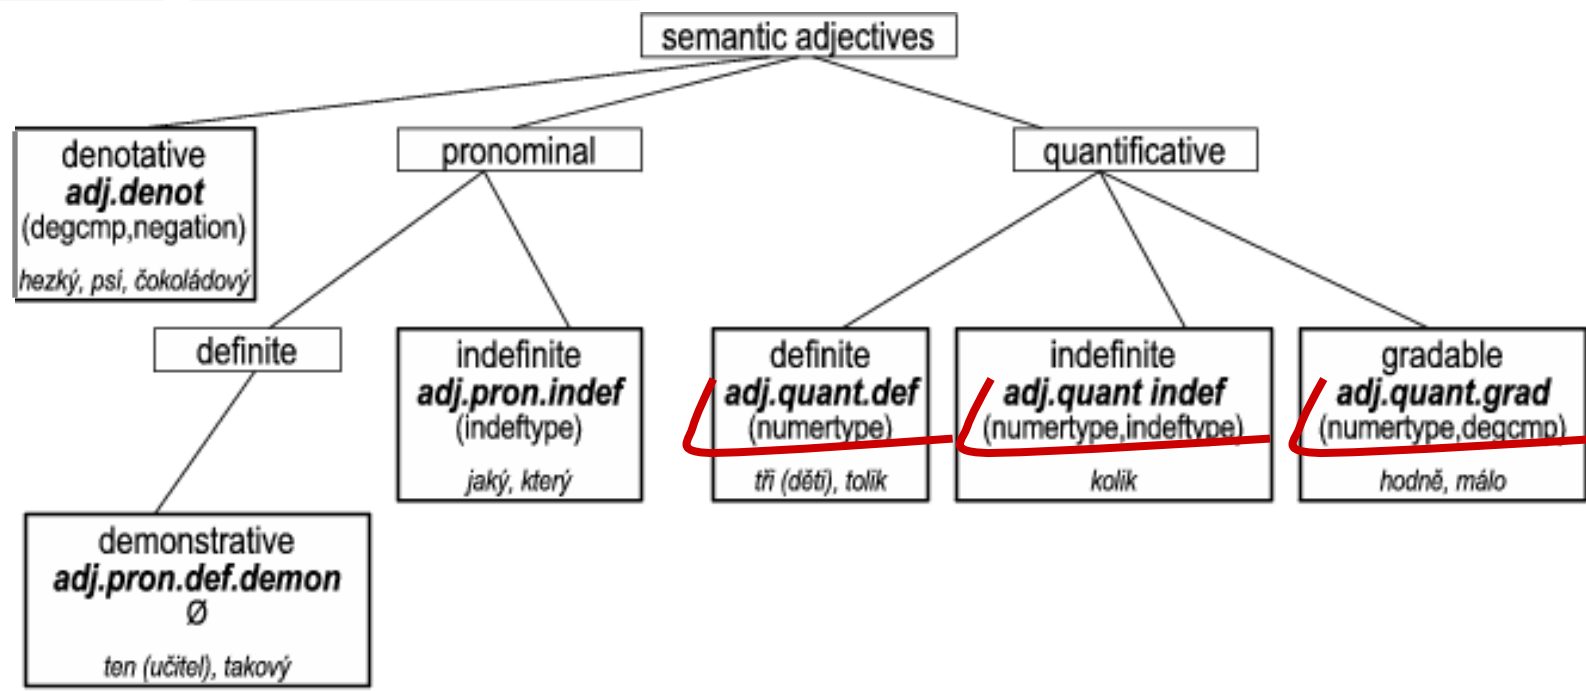 semantic adjectives
denotative
adj.denot
(degcmp,negation)
hezký, psí, čokoládový
pronominal
quantificative
definite
indefinite
adj.pron.indef
(indeftype)
jaký, který
definite
adj.quant.def
(numertype)
tři (děti), tolik
indefinite
adj.quant indef
(numertype,indeftype)
kolik
gradable
adj.quant.grad
(numertype,degcmp)
hodně, málo
demonstrative
adj.pron.def.demon
Ø
ten (učitel), takový